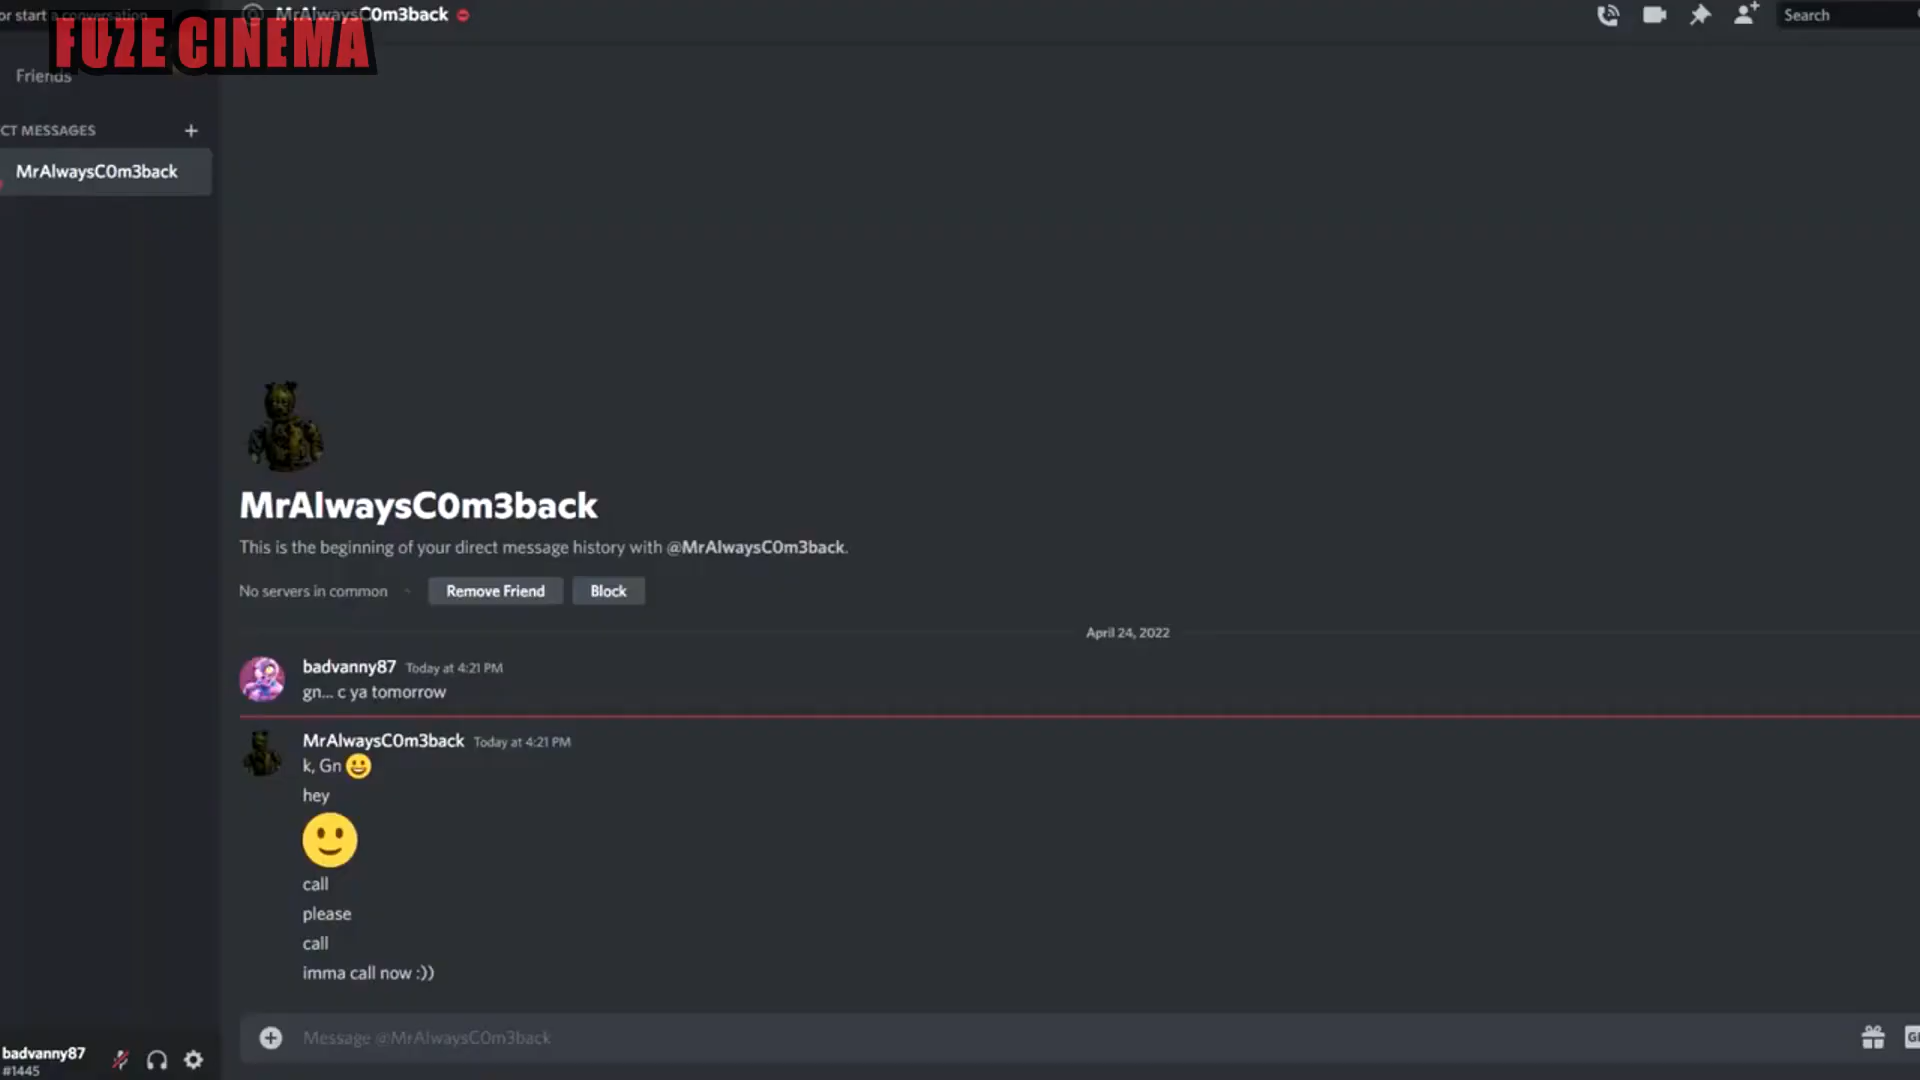 or start a conversation
FUZE CINEMA
MrAlwaysC0m3back
Search
Friends
CT MESSAGES
MrAlwaysC0m3back
MrAlwaysC0m3back
This is the beginning of your direct message history with @MrAlwaysC0m3back.
No servers in common
Remove Friend
Block
April 24, 2022
badvanny87 Today at 4:21 PM
gn... c ya tomorrow
MrAlwaysC0m3back Today at 4:21 PM
k, Gn 😀
hey
🙂
call
please
call
imma call now :))
Message @MrAlwaysC0m3back
badvanny87
#1445